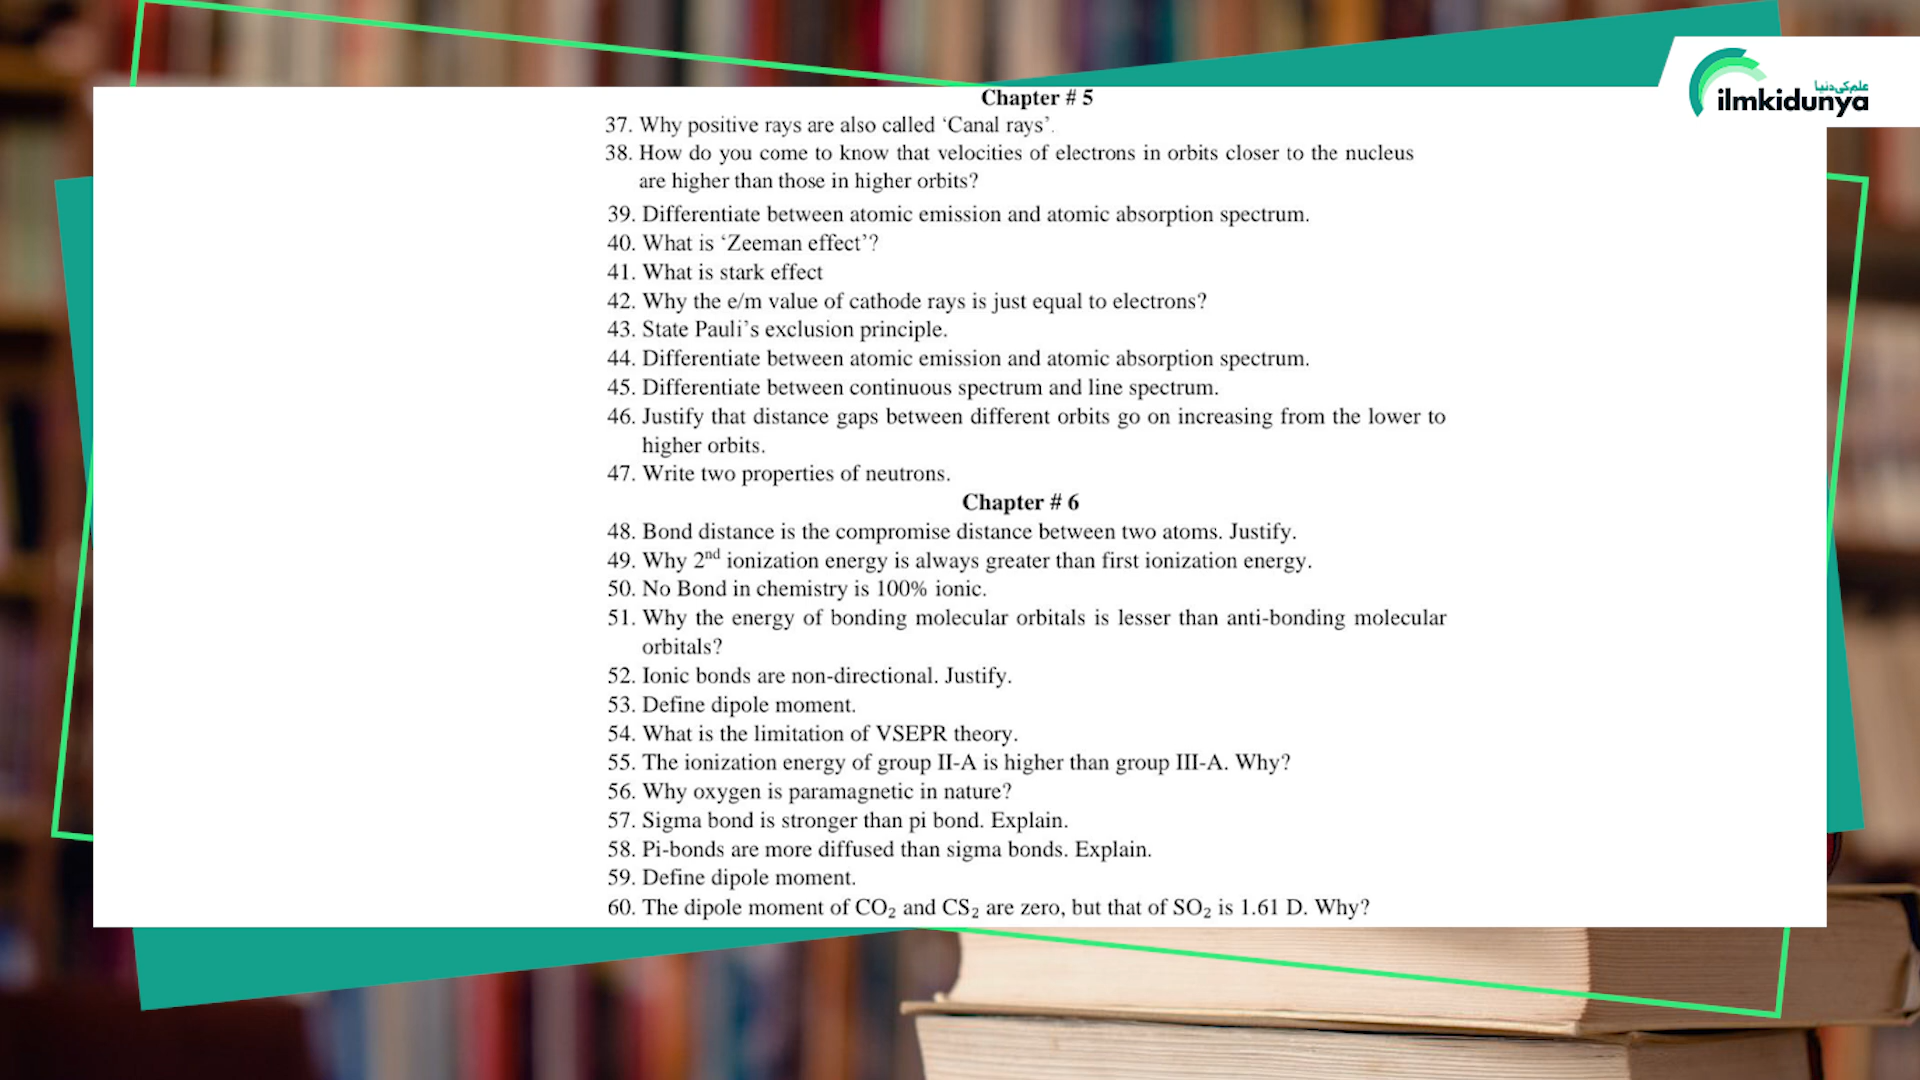 علم کی دنیا
ilmkidunya
Chapter # 5
37. Why positive rays are also called ‘Canal rays’.
38. How do you come to know that velocities of electrons in orbits closer to the nucleus
are higher than those in higher orbits?
39. Differentiate between atomic emission and atomic absorption spectrum.
40. What is ‘Zeeman effect’?
41. What is stark effect
42. Why the e/m value of cathode rays is just equal to electrons?
43. State Pauli’s exclusion principle.
44. Differentiate between atomic emission and atomic absorption spectrum.
45. Differentiate between continuous spectrum and line spectrum.
46. Justify that distance gaps between different orbits go on increasing from the lower to
higher orbits.
47. Write two properties of neutrons.
Chapter # 6
48. Bond distance is the compromise distance between two atoms. Justify.
49. Why 2nd ionization energy is always greater than first ionization energy.
50. No Bond in chemistry is 100% ionic.
51. Why the energy of bonding molecular orbitals is lesser than anti-bonding molecular
orbitals?
52. Ionic bonds are non-directional. Justify.
53. Define dipole moment.
54. What is the limitation of VSEPR theory.
55. The ionization energy of group II-A is higher than group III-A. Why?
56. Why oxygen is paramagnetic in nature?
57. Sigma bond is stronger than pi bond. Explain.
58. Pi-bonds are more diffused than sigma bonds. Explain.
59. Define dipole moment.
60. The dipole moment of CO₂ and CS₂ are zero, but that of SO₂ is 1.61 D. Why?